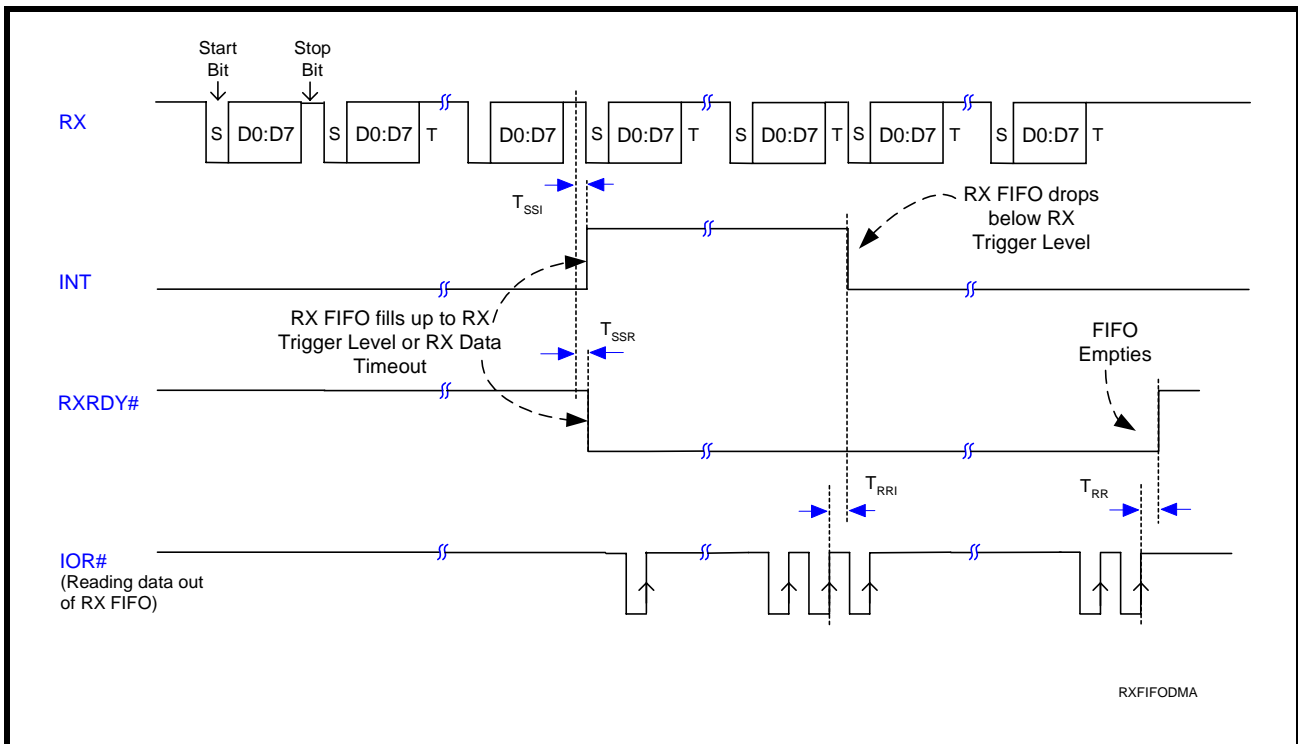 Start
Bit
Stop
Bit
RX
S D0:D7 S D0:D7 T D0:D7 S D0:D7 T S D0:D7 T S D0:D7 T S D0:D7 T
TSSI
RX FIFO drops
below RX
Trigger Level
INT
RX FIFO fills up to RX
Trigger Level or RX Data
Timeout
TSSR
FIFO
Empties
RXRDY#
TRRI
TRR
IOR#
(Reading data out
of RX FIFO)
RXFIFODMA